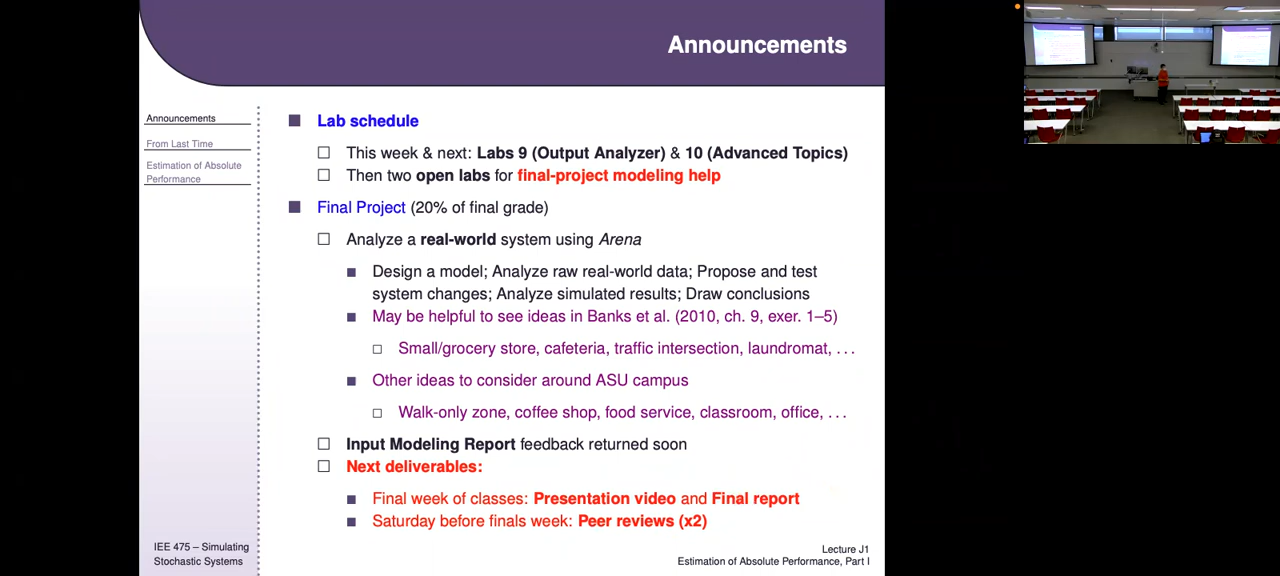 Announcements
Announcements
From Last Time
Estimation of Absolute
Performance
Lab schedule
This week & next: Labs 9 (Output Analyzer) & 10 (Advanced Topics)
Then two open labs for final-project modeling help
Final Project (20% of final grade)
Analyze a real-world system using Arena
Design a model; Analyze raw real-world data; Propose and test
system changes; Analyze simulated results; Draw conclusions
May be helpful to see ideas in Banks et al. (2010, ch. 9, exer. 1–5)
Small/grocery store, cafeteria, traffic intersection, laundromat, . . .
Other ideas to consider around ASU campus
Walk-only zone, coffee shop, food service, classroom, office, . . .
Input Modeling Report feedback returned soon
Next deliverables:
Final week of classes: Presentation video and Final report
Saturday before finals week: Peer reviews (x2)
IEE 475 – Simulating
Stochastic Systems
Lecture J1
Estimation of Absolute Performance, Part I